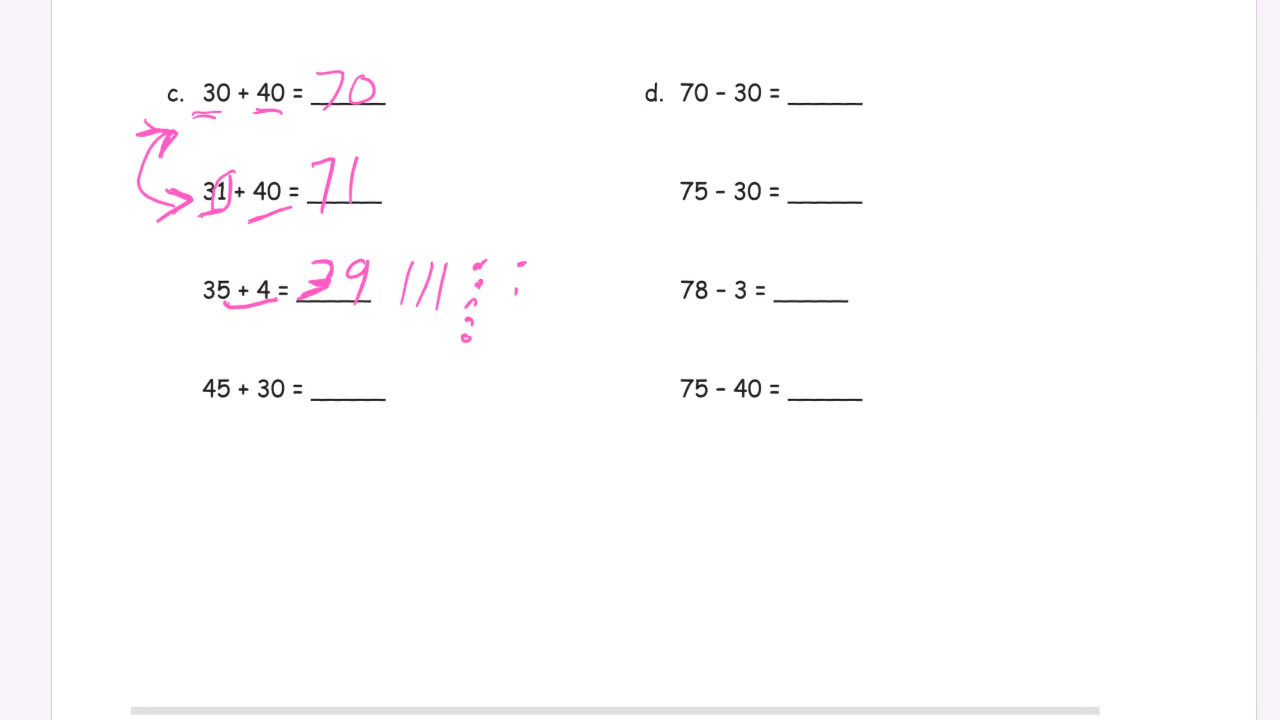 c. 30 + 40 = 70
31 + 40 = 71
35 + 4 = 39
45 + 30 = ______
d. 70 - 30 = ______
75 - 30 = ______
78 - 3 = ______
75 - 40 = ______